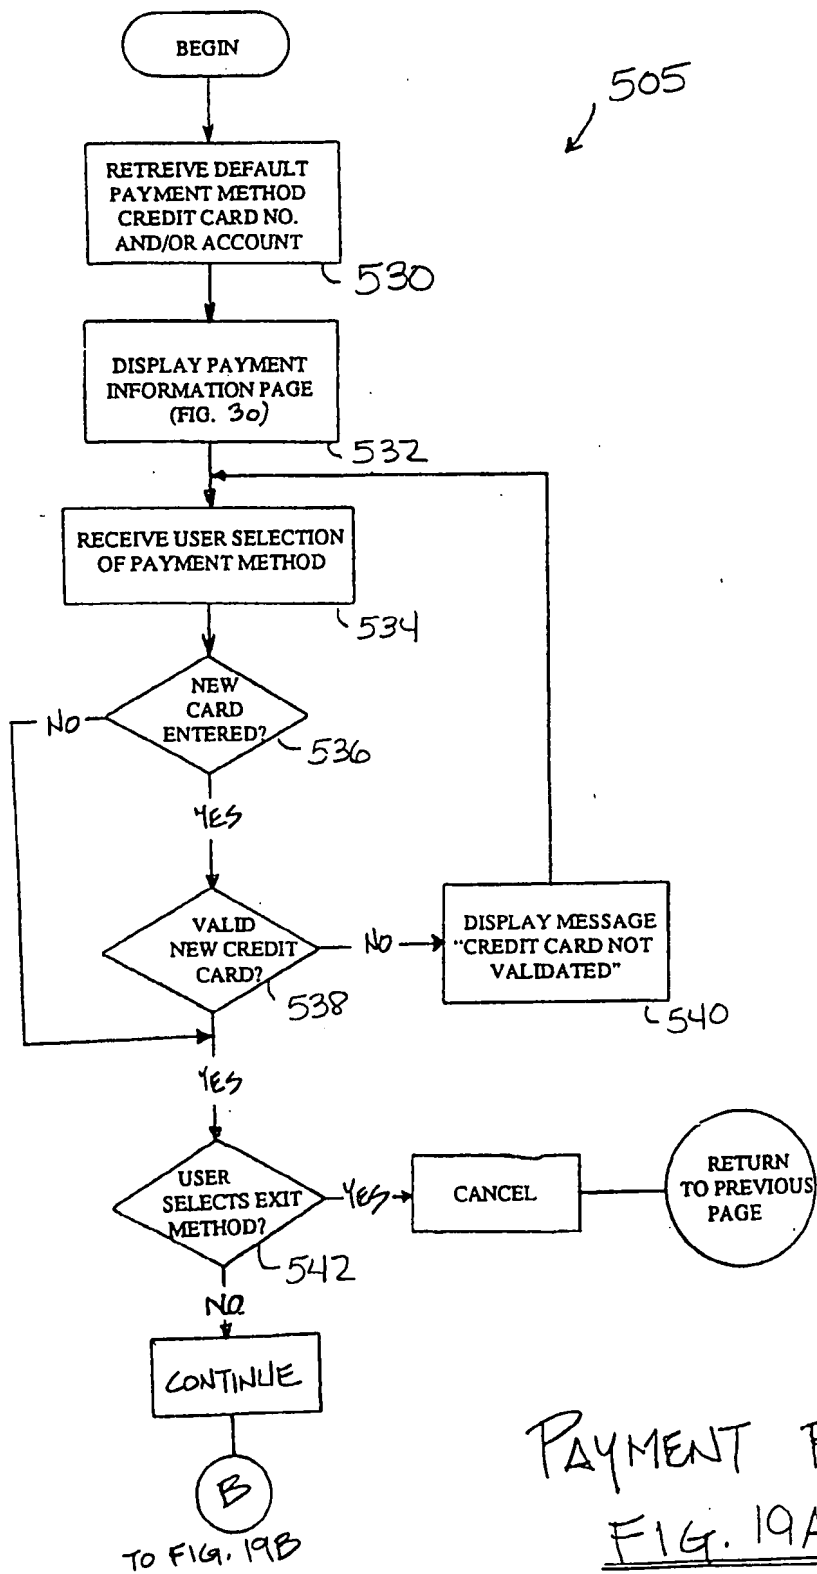 BEGIN
505
RETREIVE DEFAULT
PAYMENT METHOD
CREDIT CARD NO.
AND/OR ACCOUNT
530
DISPLAY PAYMENT
INFORMATION PAGE
(FIG. 30)
532
RECEIVE USER SELECTION
OF PAYMENT METHOD
534
NEW
CARD
ENTERED?
NO
536
YES
VALID
NEW CREDIT
CARD?
NO
538
DISPLAY MESSAGE
"CREDIT CARD NOT
VALIDATED"
540
YES
USER
SELECTS EXIT
METHOD?
YES
542
CANCEL
RETURN
TO PREVIOUS
PAGE
NO
CONTINUE
B
TO FIG. 19B
PAYMENT
FIG. 19A